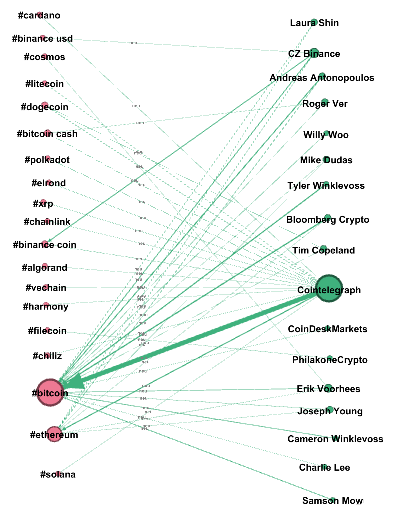 #cardano
#binance usd
#cosmos
#litecoin
#dogecoin
#bitcoin cash
#polkadot
#elrond
#xrp
#chainlink
#binance coin
#algorand
#vechain
#harmony
#filecoin
#chiliz
#bitcoin
#ethereum
#solana
Laura Shin
CZ Binance
Andreas Antonopoulos
Roger Ver
Willy Woo
Mike Dudas
Tyler Winklevoss
Bloomberg Crypto
Tim Copeland
Cointelegraph
CoinDeskMarkets
PhilakoneCrypto
Erik Voorhees
Joseph Young
Cameron Winklevoss
Charlie Lee
Samson Mow